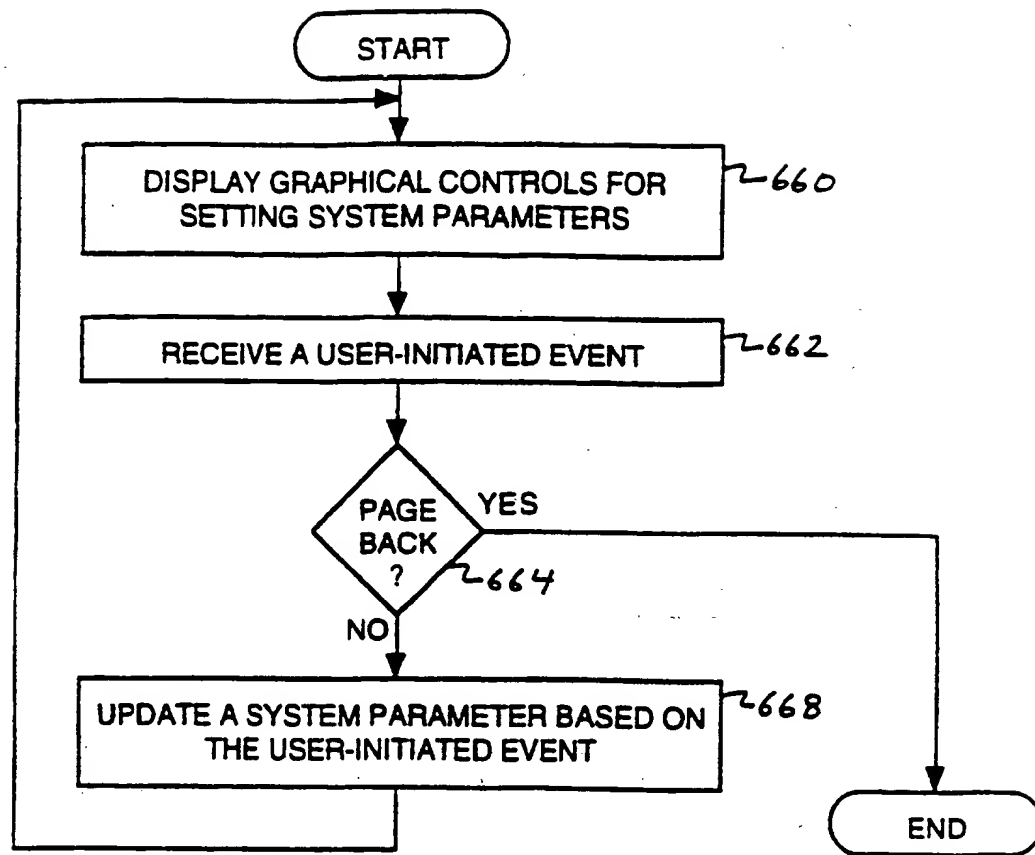 START
DISPLAY GRAPHICAL CONTROLS FOR
SETTING SYSTEM PARAMETERS
660
RECEIVE A USER-INITIATED EVENT
662
PAGE
BACK
?
YES
664
NO
UPDATE A SYSTEM PARAMETER BASED ON
THE USER-INITIATED EVENT
668
END